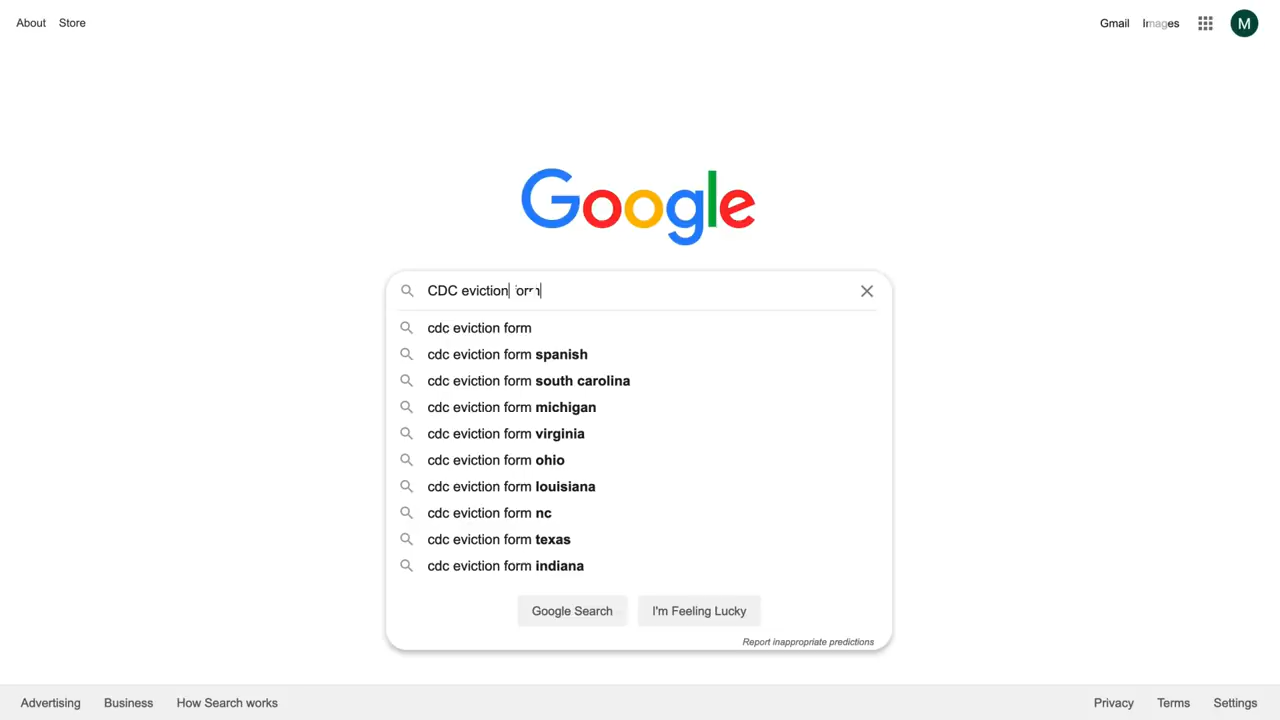 About Store
Gmail Images
M
Google
CDC eviction form
cdc eviction form
cdc eviction form spanish
cdc eviction form south carolina
cdc eviction form michigan
cdc eviction form virginia
cdc eviction form ohio
cdc eviction form louisiana
cdc eviction form nc
cdc eviction form texas
cdc eviction form indiana
Google Search I'm Feeling Lucky
Report inappropriate predictions
Advertising Business How Search works
Privacy Terms Settings